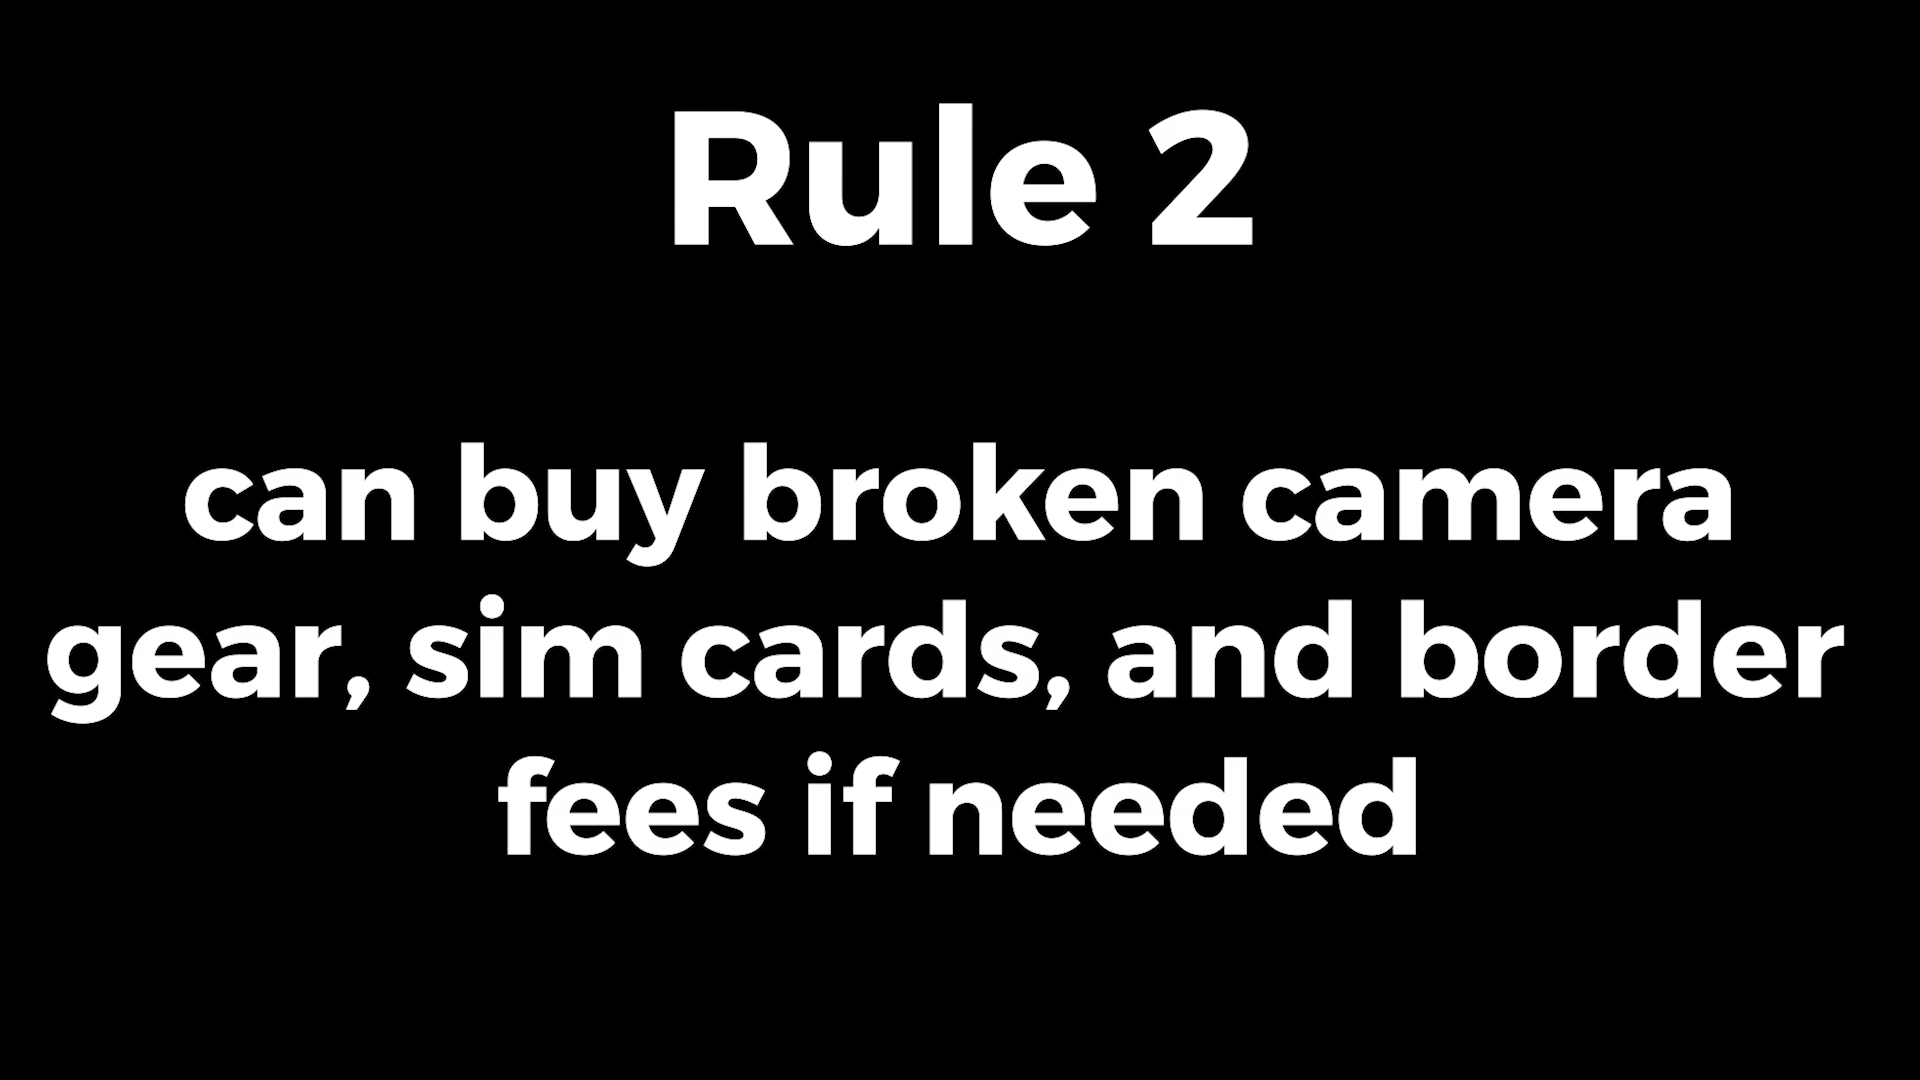 Rule 2
can buy broken camera
gear, sim cards, and border
fees if needed